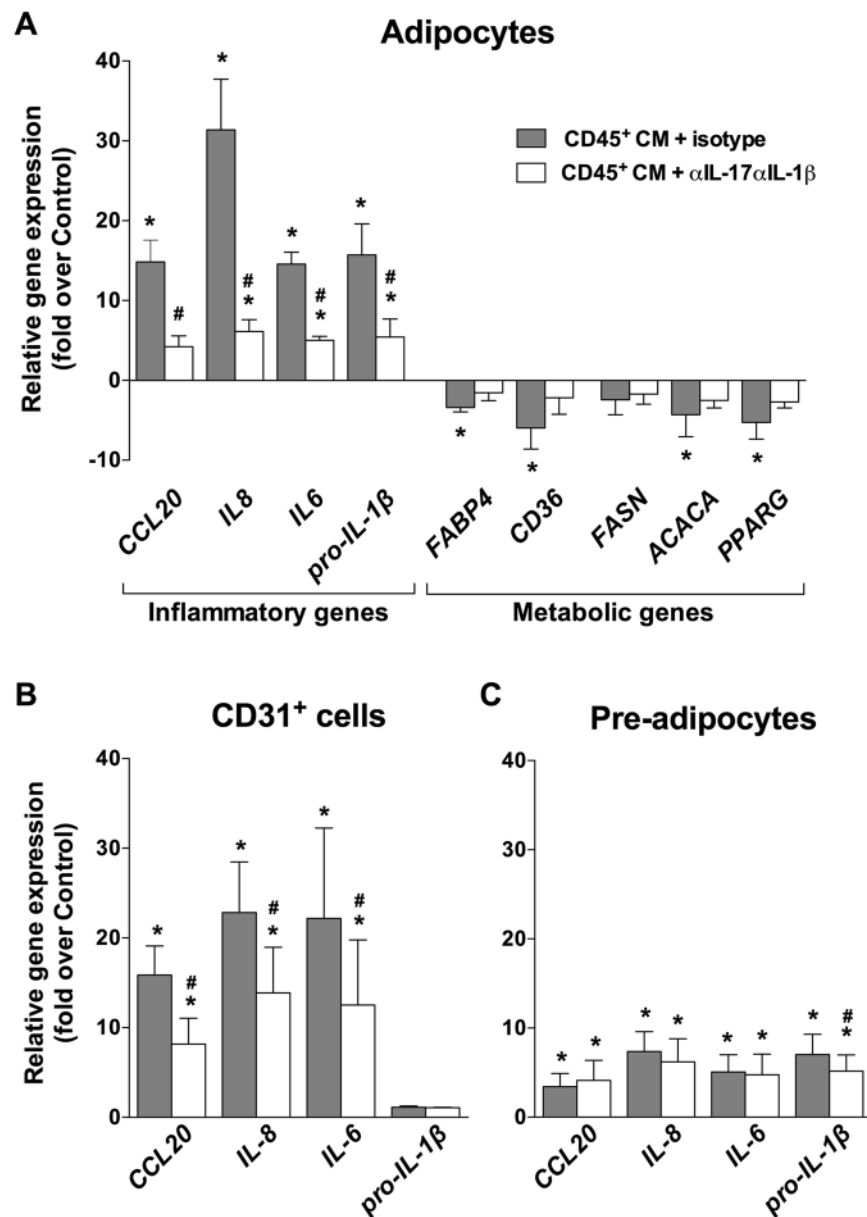 A
Adipocytes
Relative gene expression
(fold over Control)
40
30
20
10
0
-10
CD45⁺ CM + isotype
CD45⁺ CM + αIL-17αIL-1β
* * # * # * * # * * # *
* * * *
CCL20 IL8 IL6 pro-IL-1β FABP4 CD36 FASN ACACA PPARG
Inflammatory genes Metabolic genes
B
CD31⁺ cells
Relative gene expression
(fold over Control)
40
30
20
10
0
* # * * # * * # *
CCL20 IL-8 IL-6 pro-IL-1β
C
Pre-adipocytes
40
30
20
10
0
* * * * * * * # *
CCL20 IL-8 IL-6 pro-IL-1β